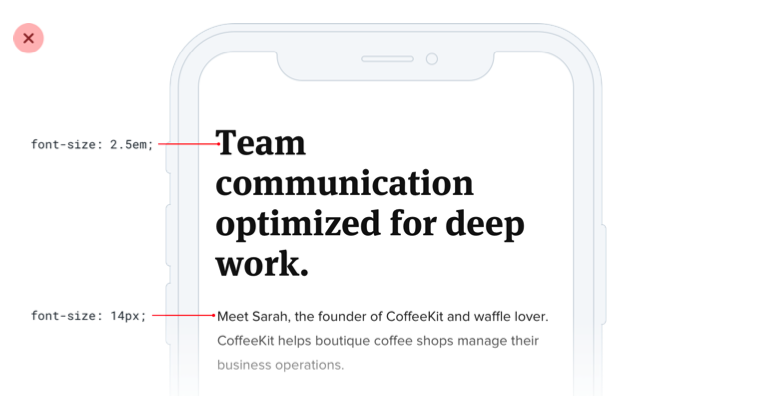 font-size: 2.5em;
Team
communication
optimized for deep
work.
font-size: 14px;
Meet Sarah, the founder of CoffeeKit and waffle lover.
CoffeeKit helps boutique coffee shops manage their
business operations.